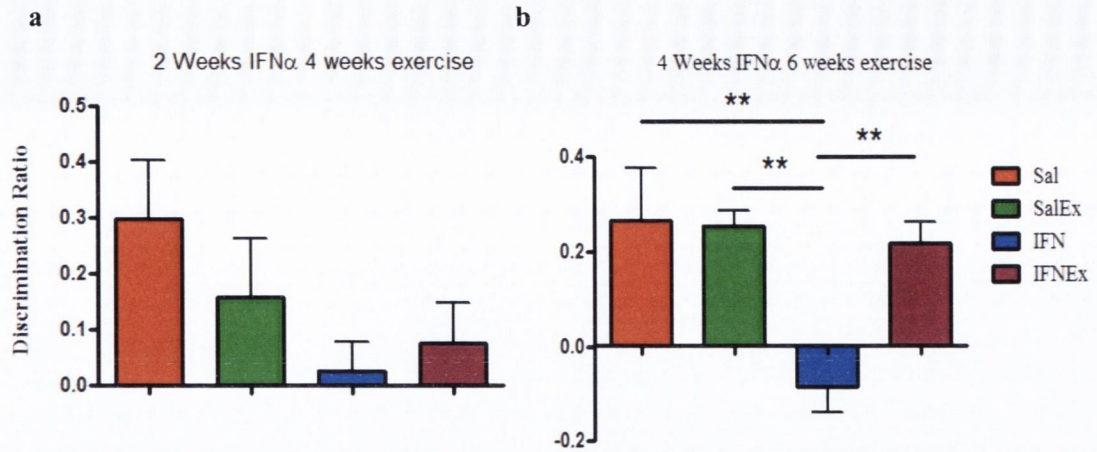 a
b
2 Weeks IFNα 4 weeks exercise
4 Weeks IFNα 6 weeks exercise
Discrimination Ratio
0.5
0.4
0.3
0.2
0.1
0.0
**
**
**
0.4
0.2
0.0
-0.2
Sal
SalEx
IFN
IFNEx